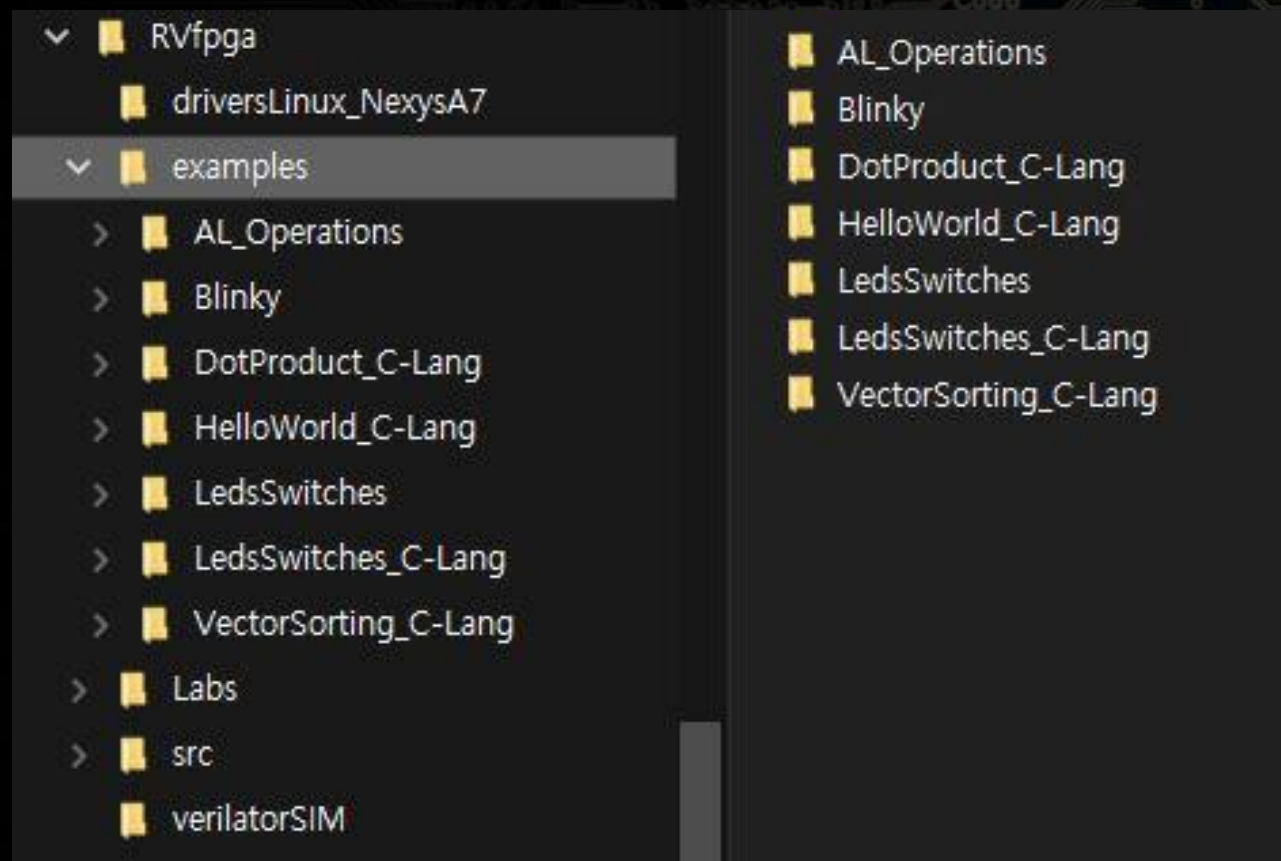 RVfpga
driversLinux_NexysA7
examples
AL_Operations
Blinky
DotProduct_C-Lang
HelloWorld_C-Lang
LedsSwitches
LedsSwitches_C-Lang
VectorSorting_C-Lang
Labs
src
verilatorSIM
AL_Operations
Blinky
DotProduct_C-Lang
HelloWorld_C-Lang
LedsSwitches
LedsSwitches_C-Lang
VectorSorting_C-Lang